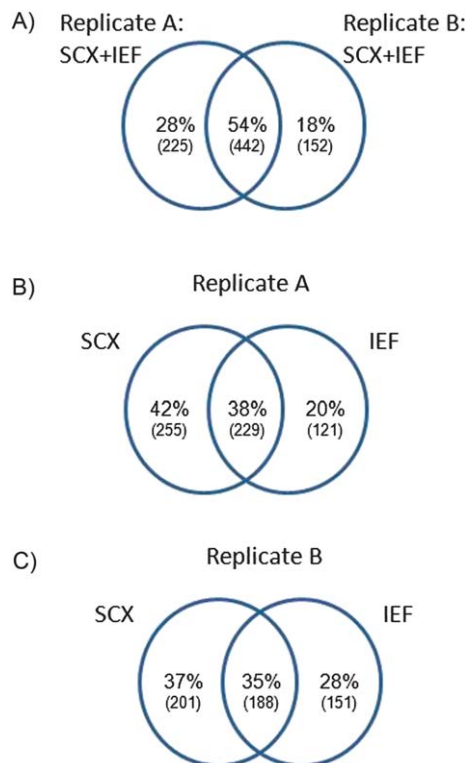 A)
Replicate A:
SCX+IEF
Replicate B:
SCX+IEF
28%
(225)
54%
(442)
18%
(152)
B)
Replicate A
SCX
IEF
42%
(255)
38%
(229)
20%
(121)
C)
Replicate B
SCX
IEF
37%
(201)
35%
(188)
28%
(151)